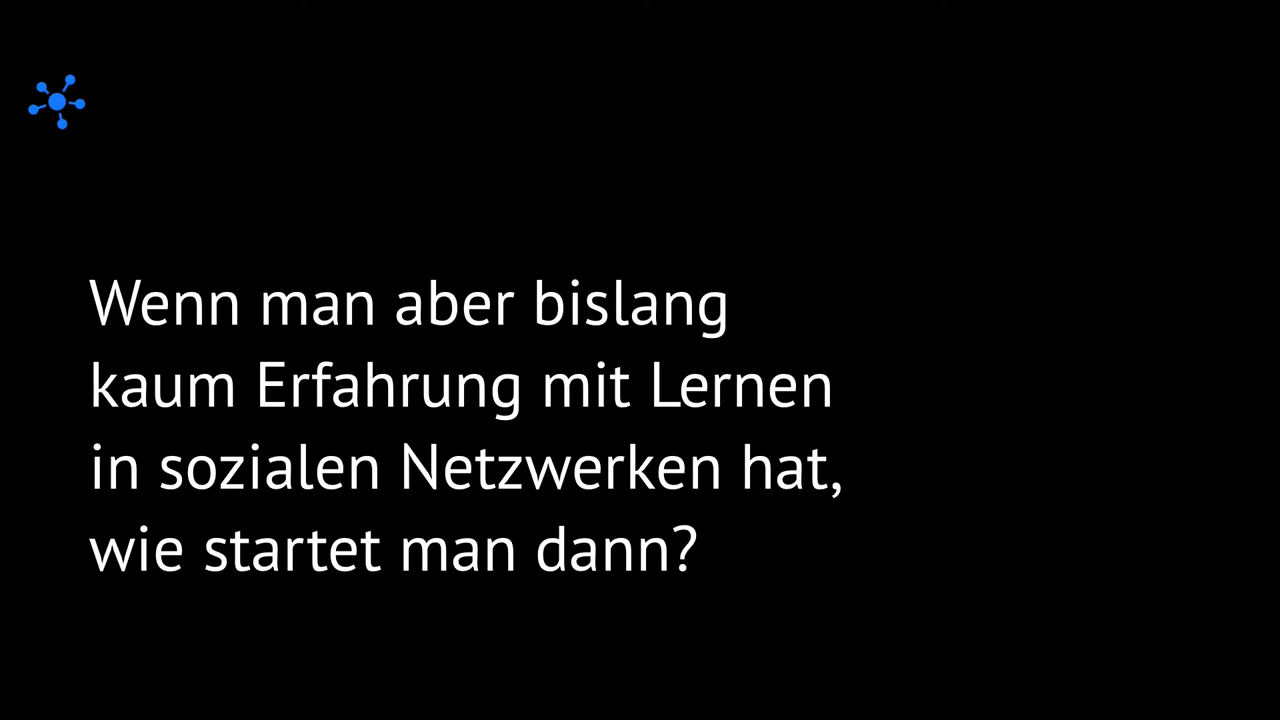 Wenn man aber bislang
kaum Erfahrung mit Lernen
in sozialen Netzwerken hat,
wie startet man dann?